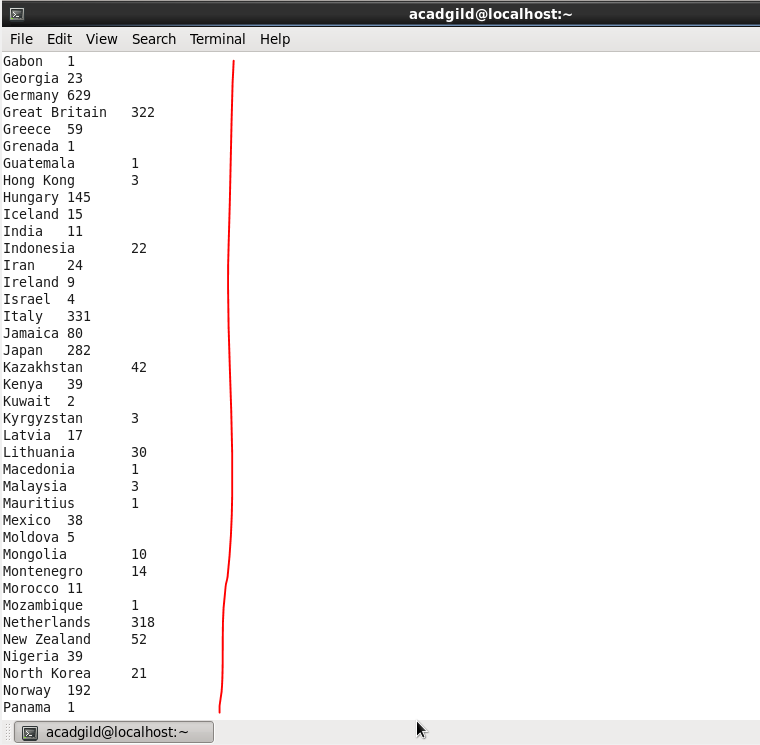 acadgild@localhost:~
File Edit View Search Terminal Help
Gabon 1
Georgia 23
Germany 629
Great Britain 322
Greece 59
Grenada 1
Guatemala 1
Hong Kong 3
Hungary 145
Iceland 15
India 11
Indonesia 22
Iran 24
Ireland 9
Israel 4
Italy 331
Jamaica 80
Japan 282
Kazakhstan 42
Kenya 39
Kuwait 2
Kyrgyzstan 3
Latvia 17
Lithuania 30
Macedonia 1
Malaysia 3
Mauritius 1
Mexico 38
Moldova 5
Mongolia 10
Montenegro 14
Morocco 11
Mozambique 1
Netherlands 318
New Zealand 52
Nigeria 39
North Korea 21
Norway 192
Panama 1
acadgild@localhost:~